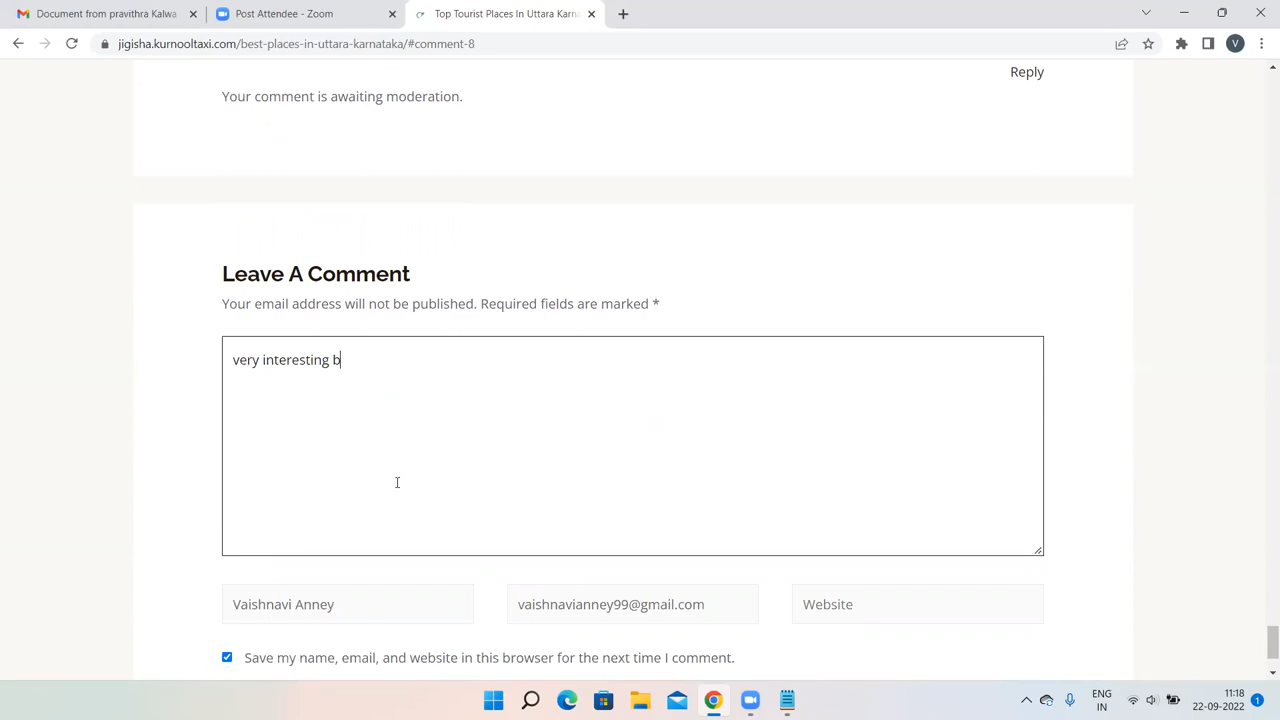 Document from pravithra Kalwa
Post Attendee - Zoom
Top Tourist Places In Uttara Karna
jigisha.kurnooltaxi.com/best-places-in-uttara-karnataka/#comment-8
V
Reply
Your comment is awaiting moderation.
Leave A Comment
Your email address will not be published. Required fields are marked *
very interesting b
Vaishnavi Anney
vaishnavianney99@gmail.com
Website
Save my name, email, and website in this browser for the next time I comment.
ENG
IN
11:18
22-09-2022
1